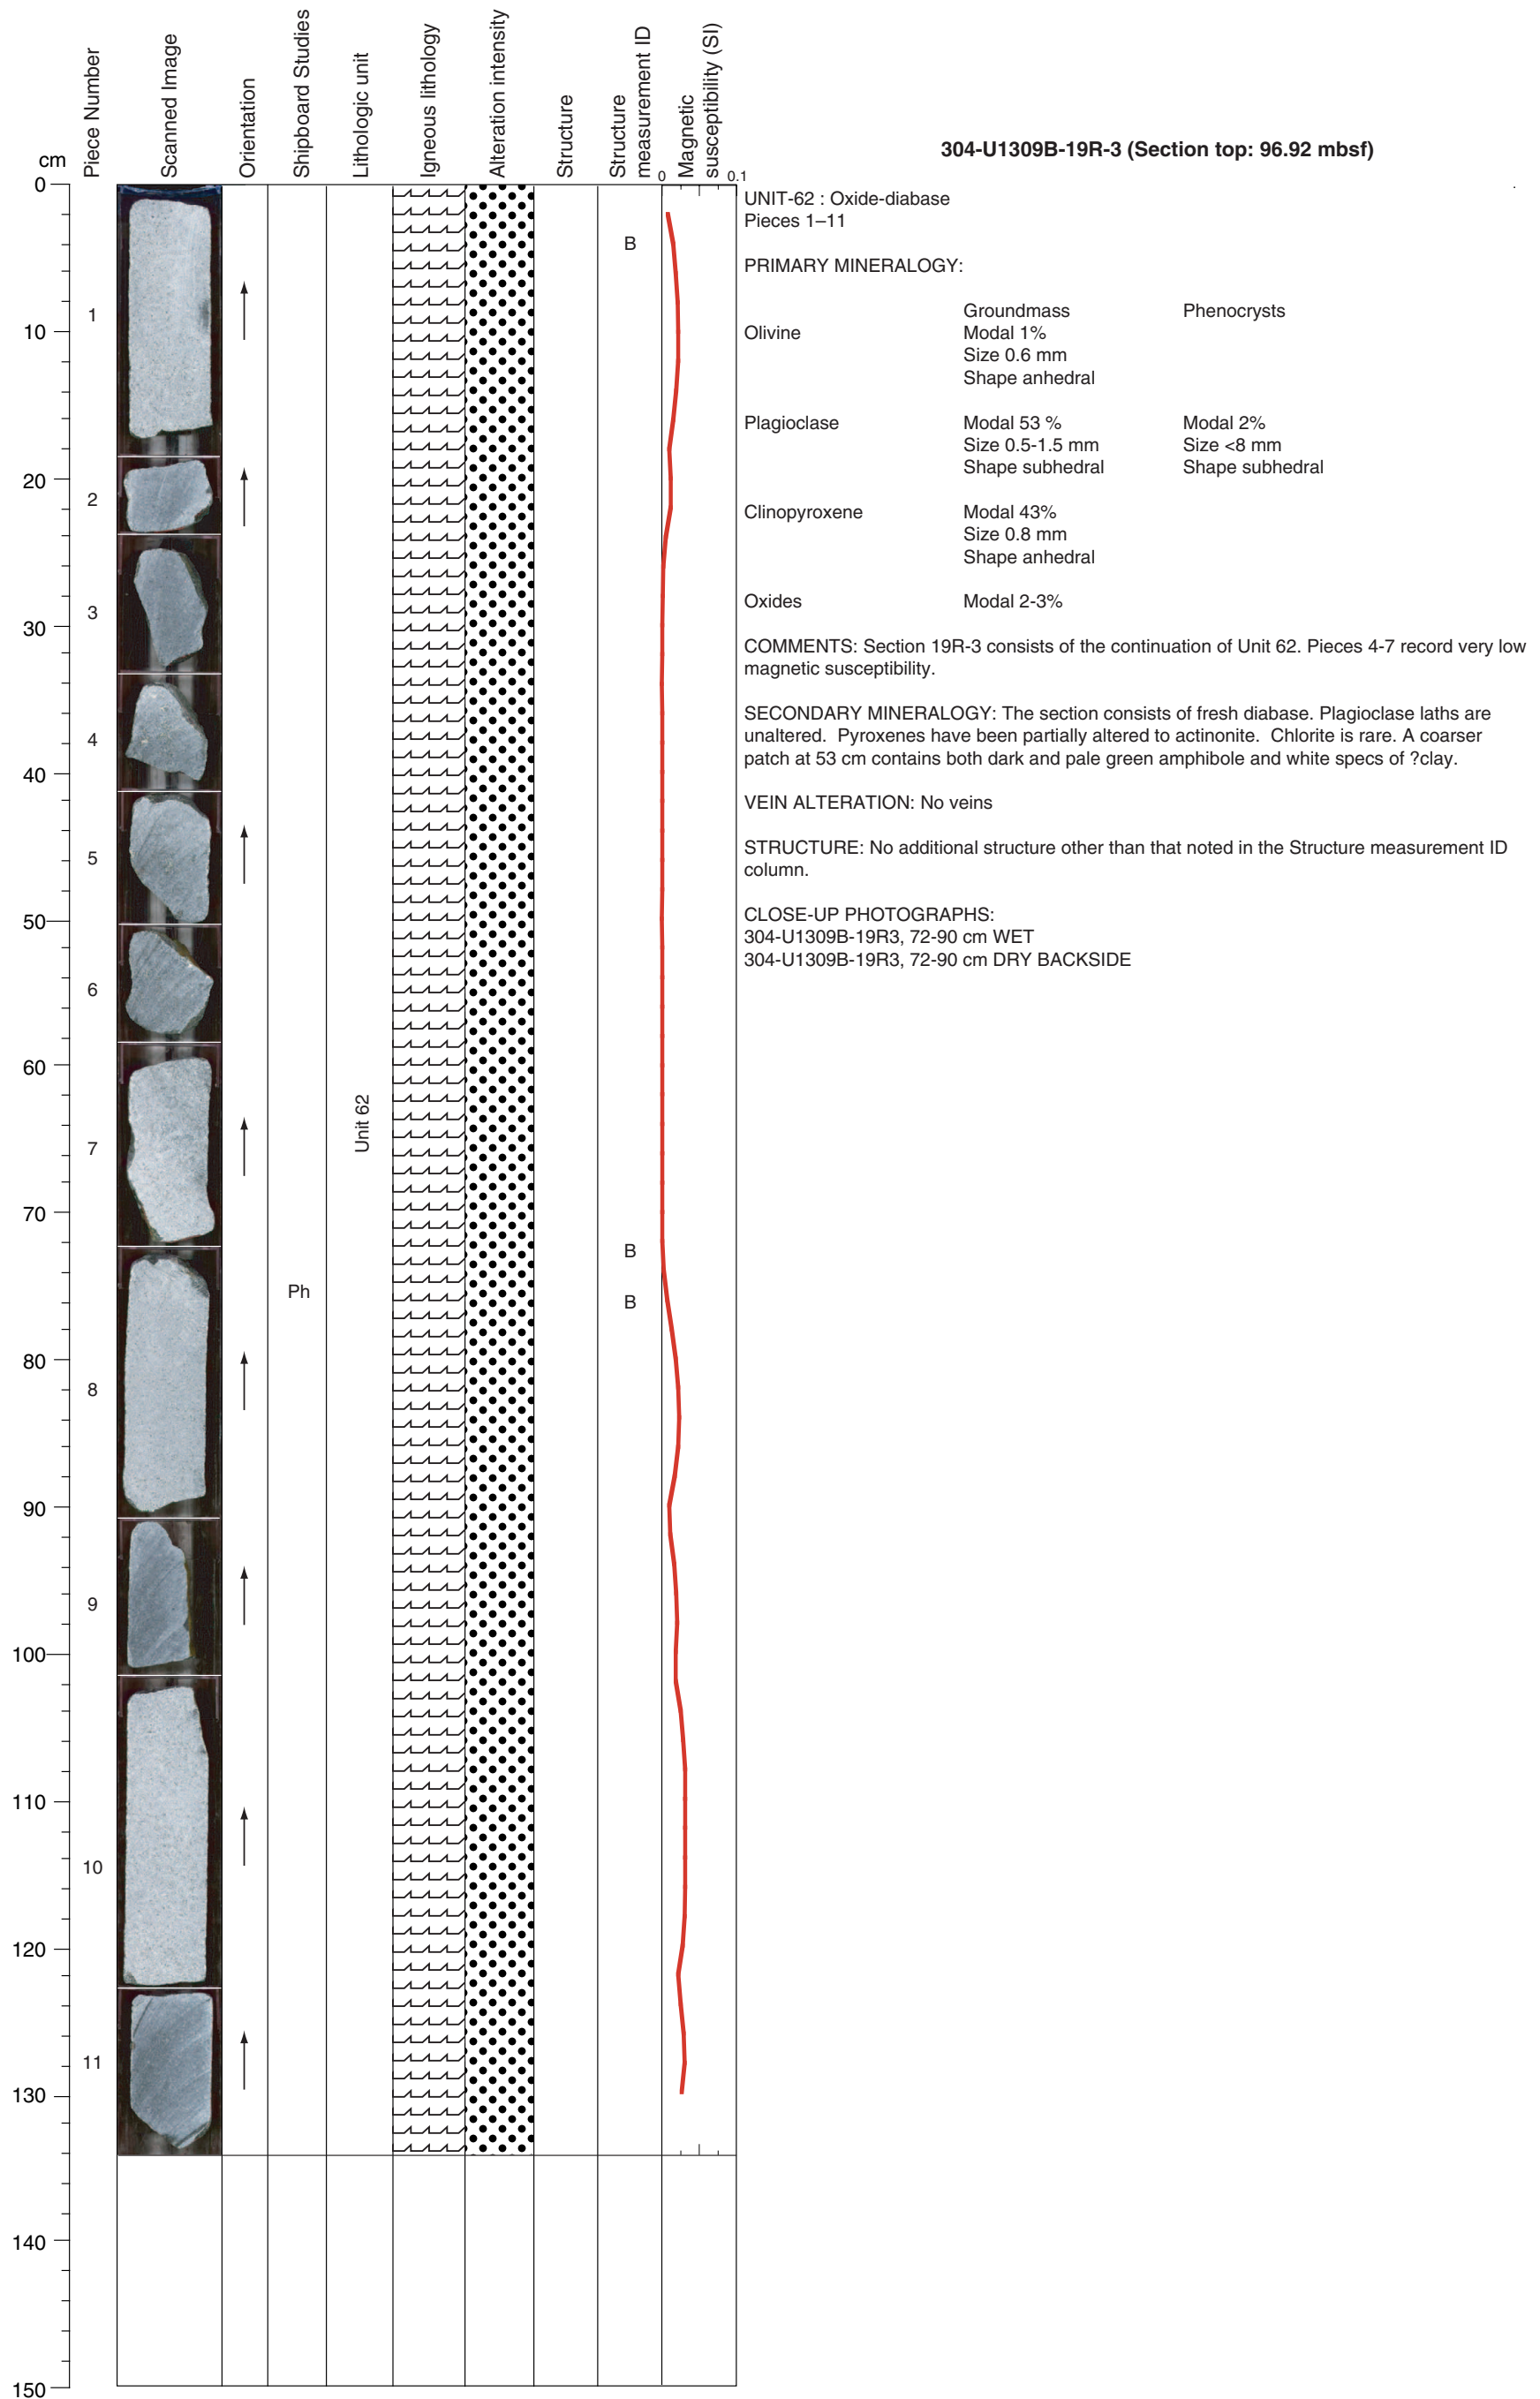 Piece Number
Scanned Image
Orientation
Shipboard Studies
Lithologic unit
Igneous lithology
Alteration intensity
Structure
Structure
measurement ID
Magnetic
susceptibility (SI)
cm
0 0.1
304-U1309B-19R-3 (Section top: 96.92 mbsf)
0
10
20
30
40
50
60
70
80
90
100
110
120
130
140
150
1
2
3
4
5
6
7
8
9
10
11
Ph
Unit 62
B
B
B
UNIT-62 : Oxide-diabase
Pieces 1–11
PRIMARY MINERALOGY:
Groundmass Phenocrysts
Olivine Modal 1%
Size 0.6 mm
Shape anhedral
Plagioclase Modal 53 % Modal 2%
Size 0.5-1.5 mm Size <8 mm
Shape subhedral Shape subhedral
Clinopyroxene Modal 43%
Size 0.8 mm
Shape anhedral
Oxides Modal 2-3%
COMMENTS: Section 19R-3 consists of the continuation of Unit 62. Pieces 4-7 record very low
magnetic susceptibility.
SECONDARY MINERALOGY: The section consists of fresh diabase. Plagioclase laths are
unaltered. Pyroxenes have been partially altered to actinonite. Chlorite is rare. A coarser
patch at 53 cm contains both dark and pale green amphibole and white specs of ?clay.
VEIN ALTERATION: No veins
STRUCTURE: No additional structure other than that noted in the Structure measurement ID
column.
CLOSE-UP PHOTOGRAPHS:
304-U1309B-19R3, 72-90 cm WET
304-U1309B-19R3, 72-90 cm DRY BACKSIDE